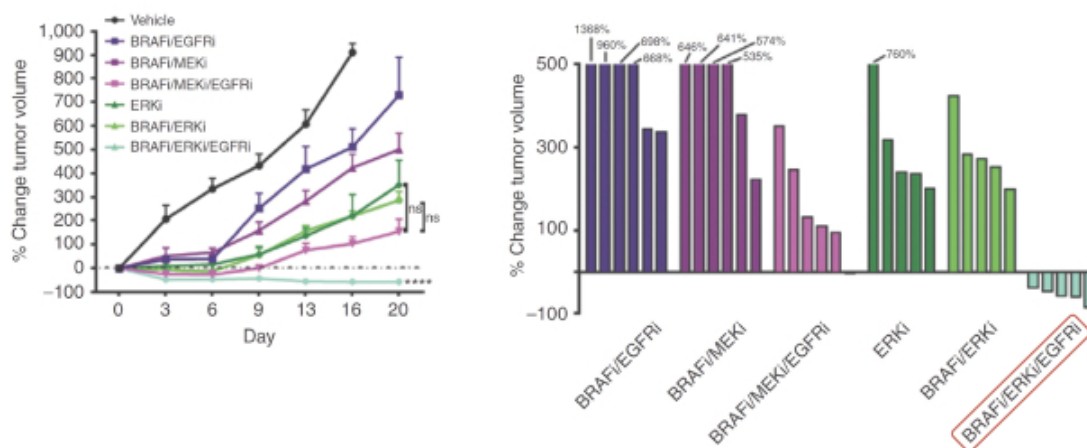 % Change tumor volume
1,000
900
800
700
600
500
400
300
200
100
0
−100
Vehicle
BRAFi/EGFRi
BRAFi/MEKi
BRAFi/MEKi/EGFRi
ERKi
BRAFi/ERKi
BRAFi/ERKi/EGFRi
ns
ns
****
0 3 6 9 13 16 20
Day
% Change tumor volume
500
300
100
−100
1368%
960%
698%
668%
646%
641%
574%
535%
760%
BRAFi/EGFRi
BRAFi/MEKi
BRAFi/MEKi/EGFRi
ERKi
BRAFi/ERKi
BRAFi/ERKi/EGFRi